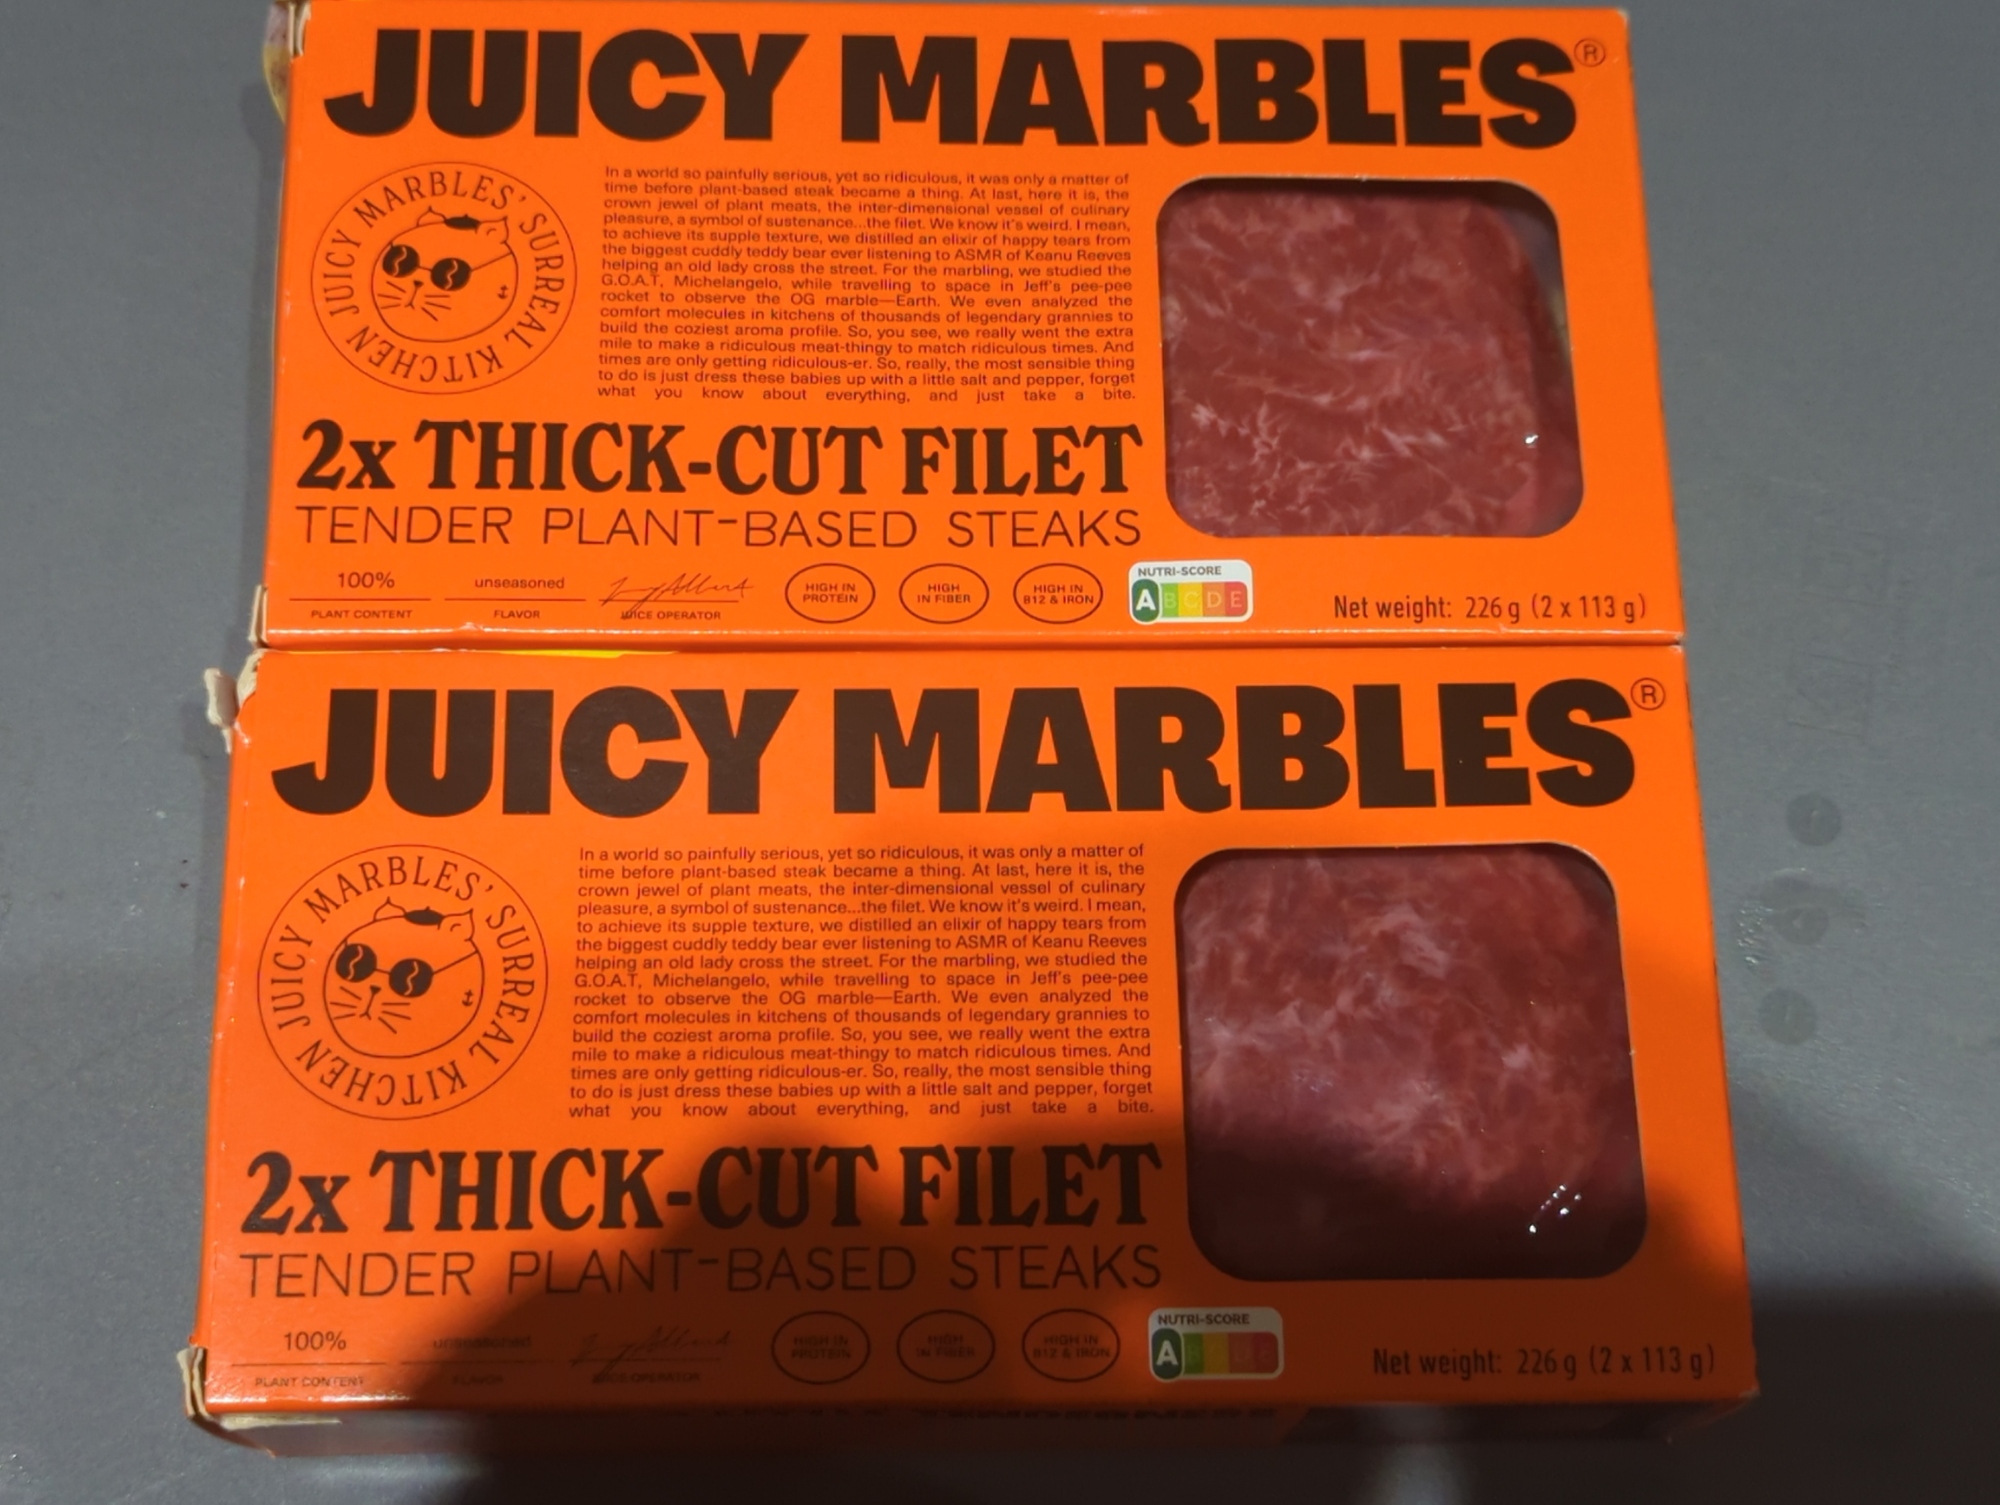 JUICY MARBLES®
JUICY MARBLES' SURREAL KITCHEN
In a world so painfully serious, yet so ridiculous, it was only a matter of
time before plant-based steak became a thing. At last, here it is, the
crown jewel of plant meats, the inter-dimensional vessel of culinary
pleasure, a symbol of sustenance...the filet. We know it's weird. I mean,
to achieve its supple texture, we distilled an elixir of happy tears from
the biggest cuddly teddy bear ever listening to ASMR of Keanu Reeves
helping an old lady cross the street. For the marbling, we studied the
G.O.A.T, Michelangelo, while travelling to space in Jeff's pee-pee
rocket to observe the OG marble—Earth. We even analyzed the
comfort molecules in kitchens of thousands of legendary grannies to
build the coziest aroma profile. So, you see, we really went the extra
mile to make a ridiculous meat-thingy to match ridiculous times. And
times are only getting ridiculous-er. So, really, the most sensible thing
to do is just dress these babies up with a little salt and pepper, forget
what you know about everything, and just take a bite.
2x THICK-CUT FILET
TENDER PLANT-BASED STEAKS
100%
PLANT CONTENT
unseasoned
FLAVOR
JUICE OPERATOR
HIGH IN
PROTEIN
HIGH
IN FIBER
HIGH IN
B12 & IRON
NUTRI-SCORE
A B C D E
Net weight: 226 g (2 x 113 g)
JUICY MARBLES®
JUICY MARBLES' SURREAL KITCHEN
In a world so painfully serious, yet so ridiculous, it was only a matter of
time before plant-based steak became a thing. At last, here it is, the
crown jewel of plant meats, the inter-dimensional vessel of culinary
pleasure, a symbol of sustenance...the filet. We know it's weird. I mean,
to achieve its supple texture, we distilled an elixir of happy tears from
the biggest cuddly teddy bear ever listening to ASMR of Keanu Reeves
helping an old lady cross the street. For the marbling, we studied the
G.O.A.T, Michelangelo, while travelling to space in Jeff's pee-pee
rocket to observe the OG marble—Earth. We even analyzed the
comfort molecules in kitchens of thousands of legendary grannies to
build the coziest aroma profile. So, you see, we really went the extra
mile to make a ridiculous meat-thingy to match ridiculous times. And
times are only getting ridiculous-er. So, really, the most sensible thing
to do is just dress these babies up with a little salt and pepper, forget
what you know about everything, and just take a bite.
2x THICK-CUT FILET
TENDER PLANT-BASED STEAKS
100%
PLANT CONTENT
unseasoned
FLAVOR
JUICE OPERATOR
HIGH IN
PROTEIN
HIGH
IN FIBER
HIGH IN
B12 & IRON
NUTRI-SCORE
A B C D E
Net weight: 226 g (2 x 113 g)